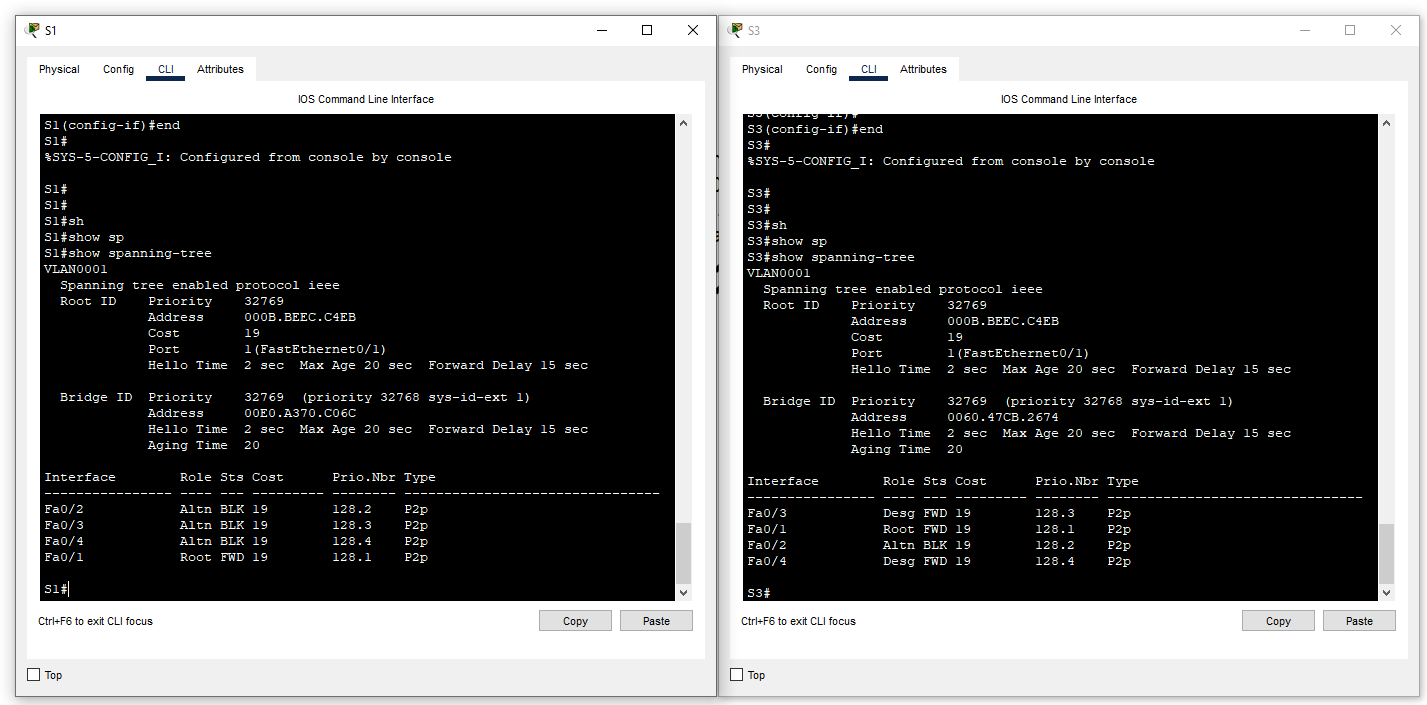 S1
Physical Config CLI Attributes
IOS Command Line Interface
S1(config-if)#end
S1#
%SYS-5-CONFIG_I: Configured from console by console
S1#
S1#
S1#sh
S1#show sp
S1#show spanning-tree
VLAN0001
Spanning tree enabled protocol ieee
Root ID Priority 32769
Address 000B.BEEC.C4EB
Cost 19
Port 1(FastEthernet0/1)
Hello Time 2 sec Max Age 20 sec Forward Delay 15 sec
Bridge ID Priority 32769 (priority 32768 sys-id-ext 1)
Address 00E0.A370.C06C
Hello Time 2 sec Max Age 20 sec Forward Delay 15 sec
Aging Time 20
Interface Role Sts Cost Prio.Nbr Type
---------------- ---- --- --------- -------- --------------------------------
Fa0/2 Altn BLK 19 128.2 P2p
Fa0/3 Altn BLK 19 128.3 P2p
Fa0/4 Altn BLK 19 128.4 P2p
Fa0/1 Root FWD 19 128.1 P2p
S1#
Ctrl+F6 to exit CLI focus Copy Paste
Top
S3
Physical Config CLI Attributes
IOS Command Line Interface
S3(config-if)#
S3(config-if)#end
S3#
%SYS-5-CONFIG_I: Configured from console by console
S3#
S3#
S3#sh
S3#show sp
S3#show spanning-tree
VLAN0001
Spanning tree enabled protocol ieee
Root ID Priority 32769
Address 000B.BEEC.C4EB
Cost 19
Port 1(FastEthernet0/1)
Hello Time 2 sec Max Age 20 sec Forward Delay 15 sec
Bridge ID Priority 32769 (priority 32768 sys-id-ext 1)
Address 0060.47CB.2674
Hello Time 2 sec Max Age 20 sec Forward Delay 15 sec
Aging Time 20
Interface Role Sts Cost Prio.Nbr Type
---------------- ---- --- --------- -------- --------------------------------
Fa0/3 Desg FWD 19 128.3 P2p
Fa0/1 Root FWD 19 128.1 P2p
Fa0/2 Altn BLK 19 128.2 P2p
Fa0/4 Desg FWD 19 128.4 P2p
S3#
Ctrl+F6 to exit CLI focus Copy Paste
Top